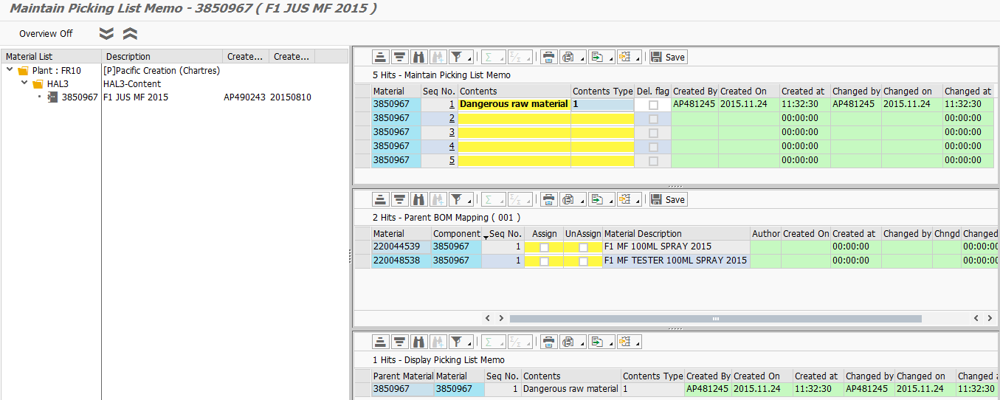 Maintain Picking List Memo - 3850967 ( F1 JUS MF 2015 )
Overview Off
Material List Description Create... Create...
Plant : FR10 [P]Pacific Creation (Chartres)
HAL3 HAL3-Content
3850967 F1 JUS MF 2015 AP490243 20150810
Save
5 Hits - Maintain Picking List Memo
Material Seq No. Contents Contents Type Del. flag Created By Created On Created at Changed by Changed on Changed at
3850967 1 Dangerous raw material 1 AP481245 2015.11.24 11:32:30 AP481245 2015.11.24 11:32:30
3850967 2 00:00:00 00:00:00
3850967 3 00:00:00 00:00:00
3850967 4 00:00:00 00:00:00
3850967 5 00:00:00 00:00:00
Save
2 Hits - Parent BOM Mapping ( 001 )
Material Component Seq No. Assign UnAssign Material Description Author Created On Created at Changed by Chngd Changed
220044539 3850967 1 F1 MF 100ML SPRAY 2015 00:00:00 00:00:0
220048538 3850967 1 F1 MF TESTER 100ML SPRAY 2015 00:00:00 00:00:0
1 Hits - Display Picking List Memo
Parent Material Material Seq No. Contents Contents Type Created By Created On Created at Changed by Changed on Changed a
3850967 3850967 1 Dangerous raw material 1 AP481245 2015.11.24 11:32:30 AP481245 2015.11.24 11:32:30